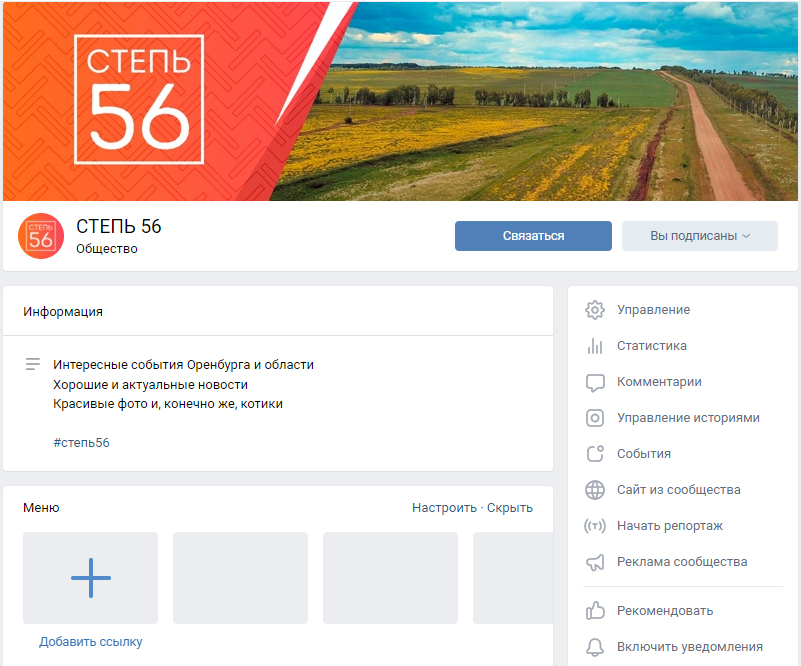 СТЕПЬ
56
СТЕПЬ
56
СТЕПЬ 56
Общество
Связаться
Вы подписаны
Информация
Интересные события Оренбурга и области
Хорошие и актуальные новости
Красивые фото и, конечно же, котики
#степь56
Меню
Настроить · Скрыть
Добавить ссылку
Управление
Статистика
Комментарии
Управление историями
События
Сайт из сообщества
Начать репортаж
Реклама сообщества
Рекомендовать
Включить уведомления